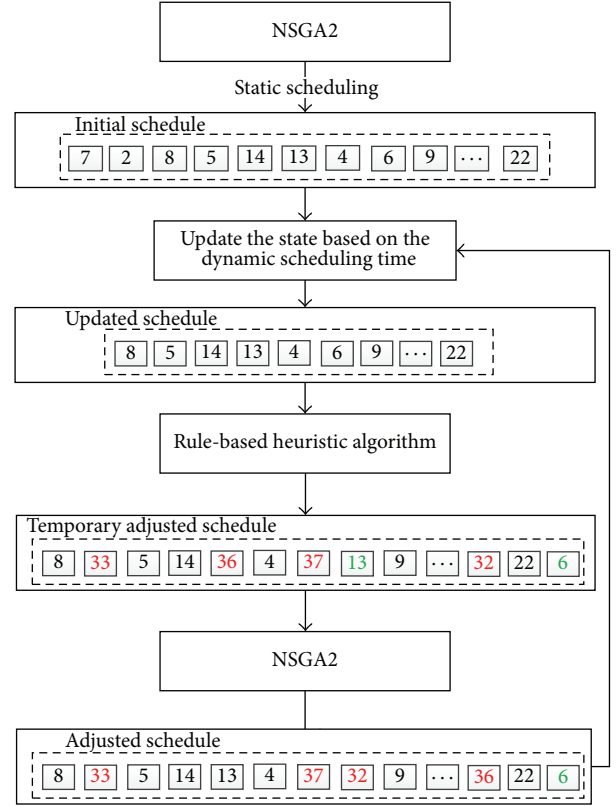 NSGA2
Static scheduling
Initial schedule
7 2 8 5 14 13 4 6 9 ... 22
Update the state based on the
dynamic scheduling time
Updated schedule
8 5 14 13 4 6 9 ... 22
Rule-based heuristic algorithm
Temporary adjusted schedule
8 33 5 14 36 4 37 13 9 ... 32 22 6
NSGA2
Adjusted schedule
8 33 5 14 13 4 37 32 9 ... 36 22 6